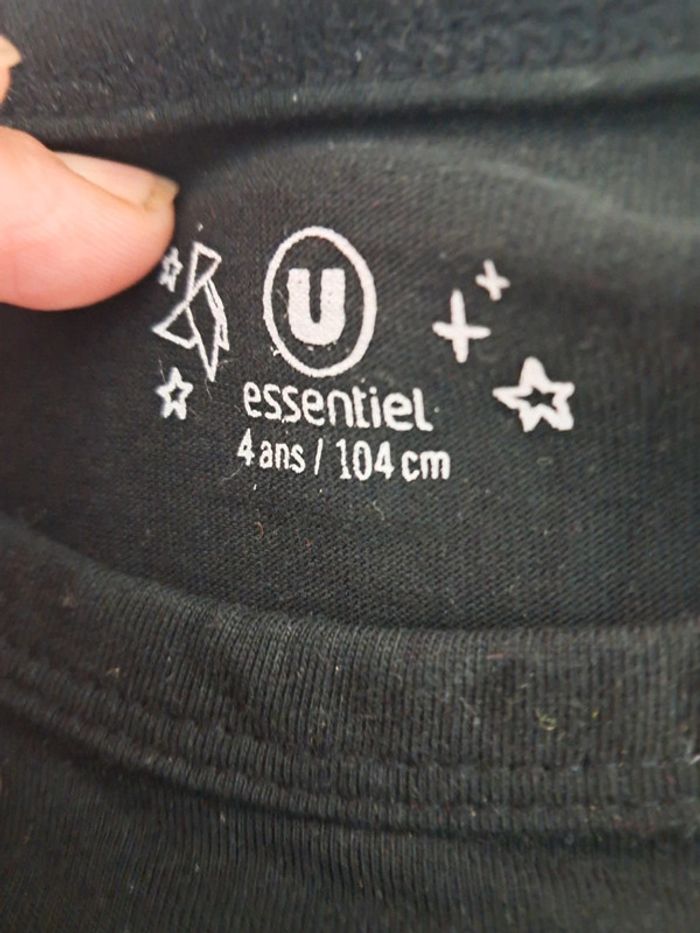 U
essentiel
4 ans / 104 cm